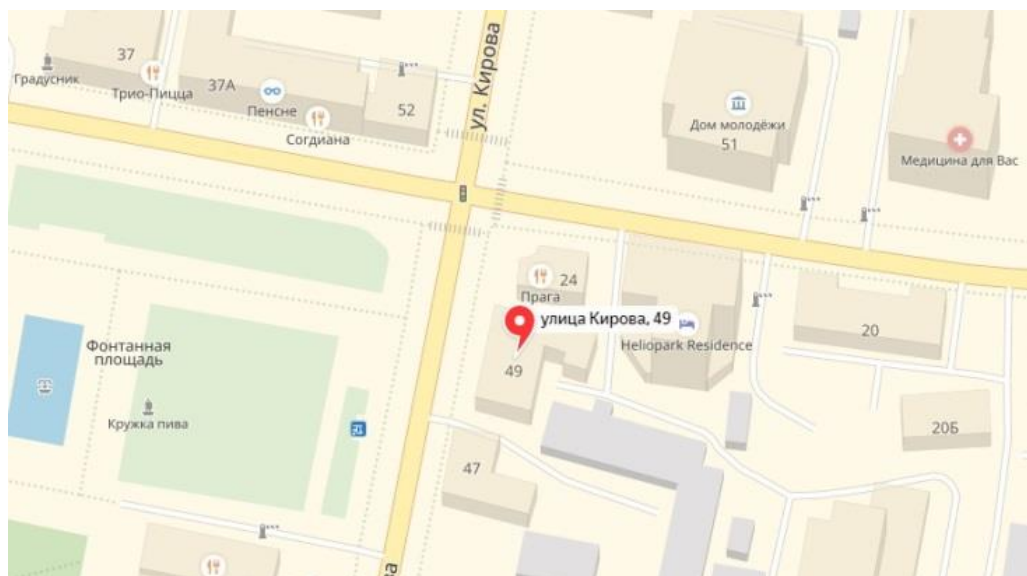 37
Градусник
Трио-Пицца
37А
Пенсне
Согдиана
52
ул. Кирова
Дом молодёжи
51
Медицина для Вас
24
Прага
улица Кирова, 49
Heliopark Residence
20
49
Фонтанная
площадь
Кружка пива
20Б
47
ва